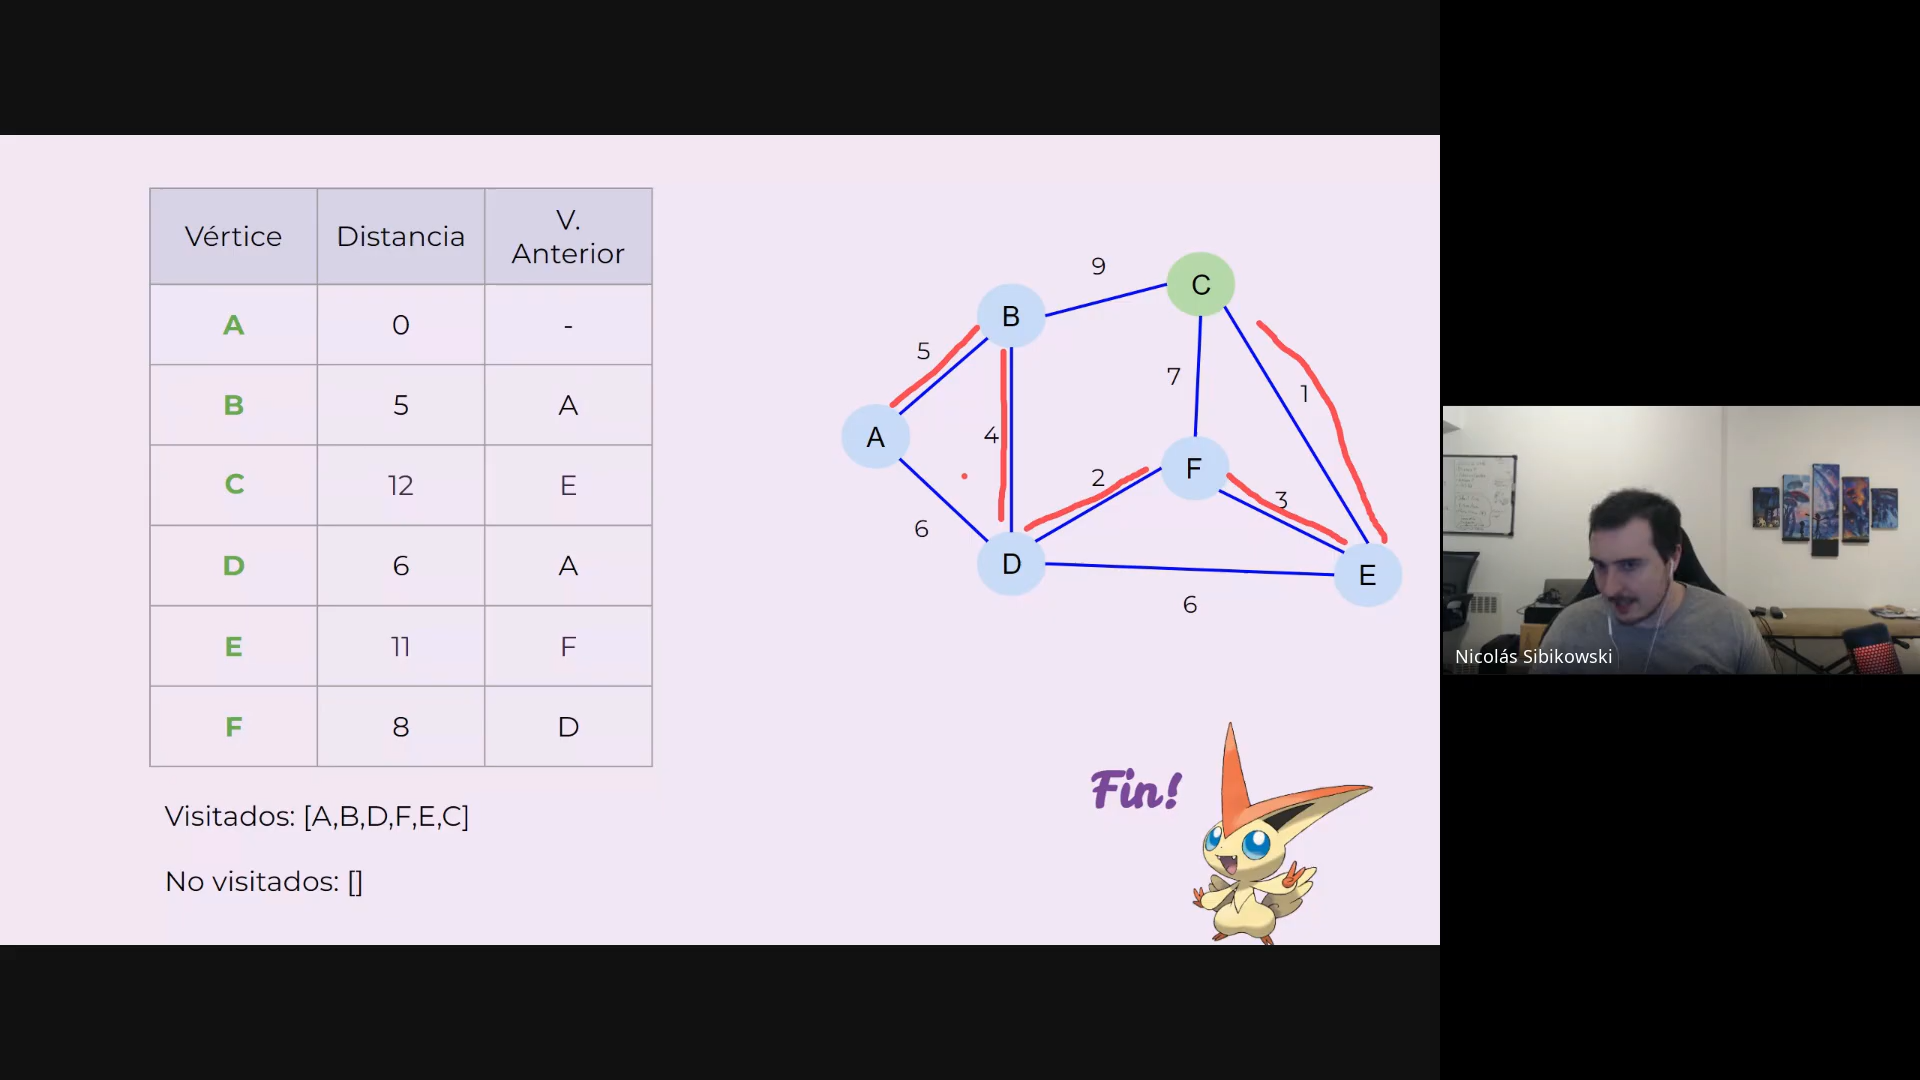 Vértice Distancia V. Anterior
A 0 -
B 5 A
C 12 E
D 6 A
E 11 F
F 8 D
Visitados: [A,B,D,F,E,C]
No visitados: []
9
C
B
5
7
1
A
4
F
2
3
6
D
E
6
Fin!
Nicolás Sibikowski